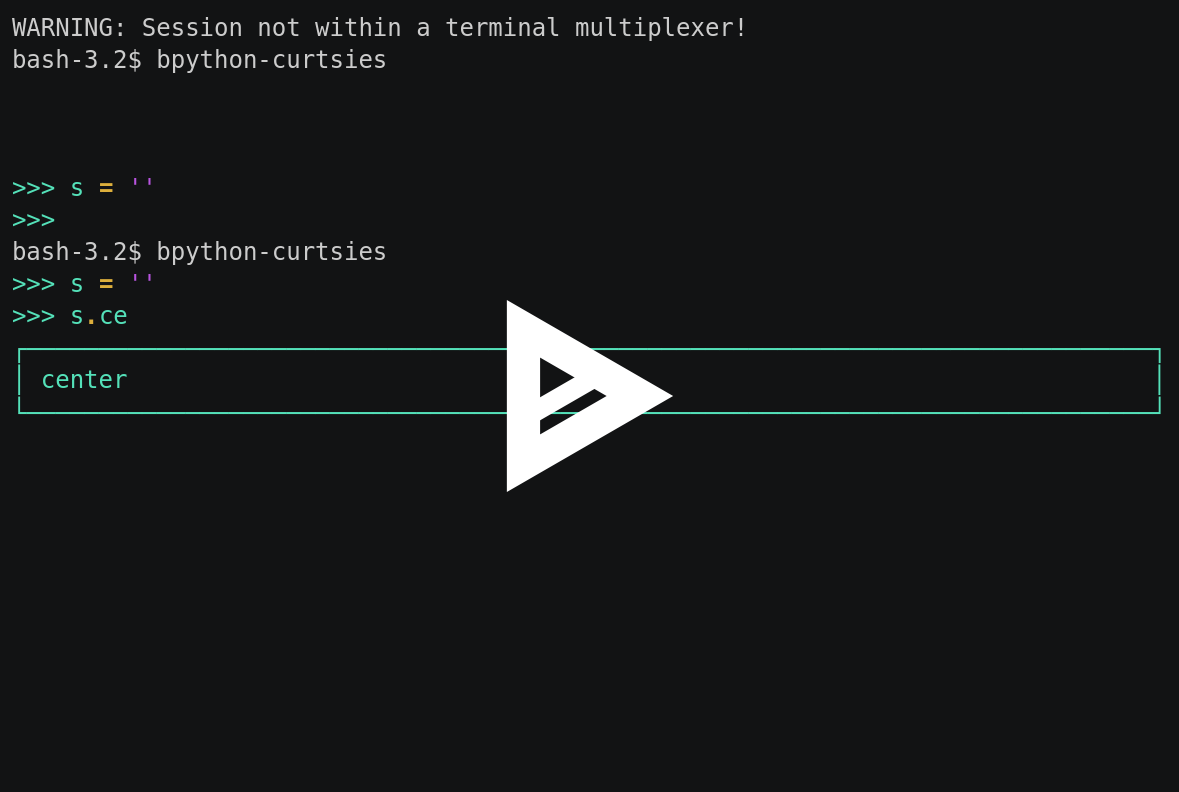 WARNING: Session not within a terminal multiplexer!
bash-3.2$ bpython-curtsies
>>> s = ''
>>>
bash-3.2$ bpython-curtsies
>>> s = ''
>>> s.ce
center